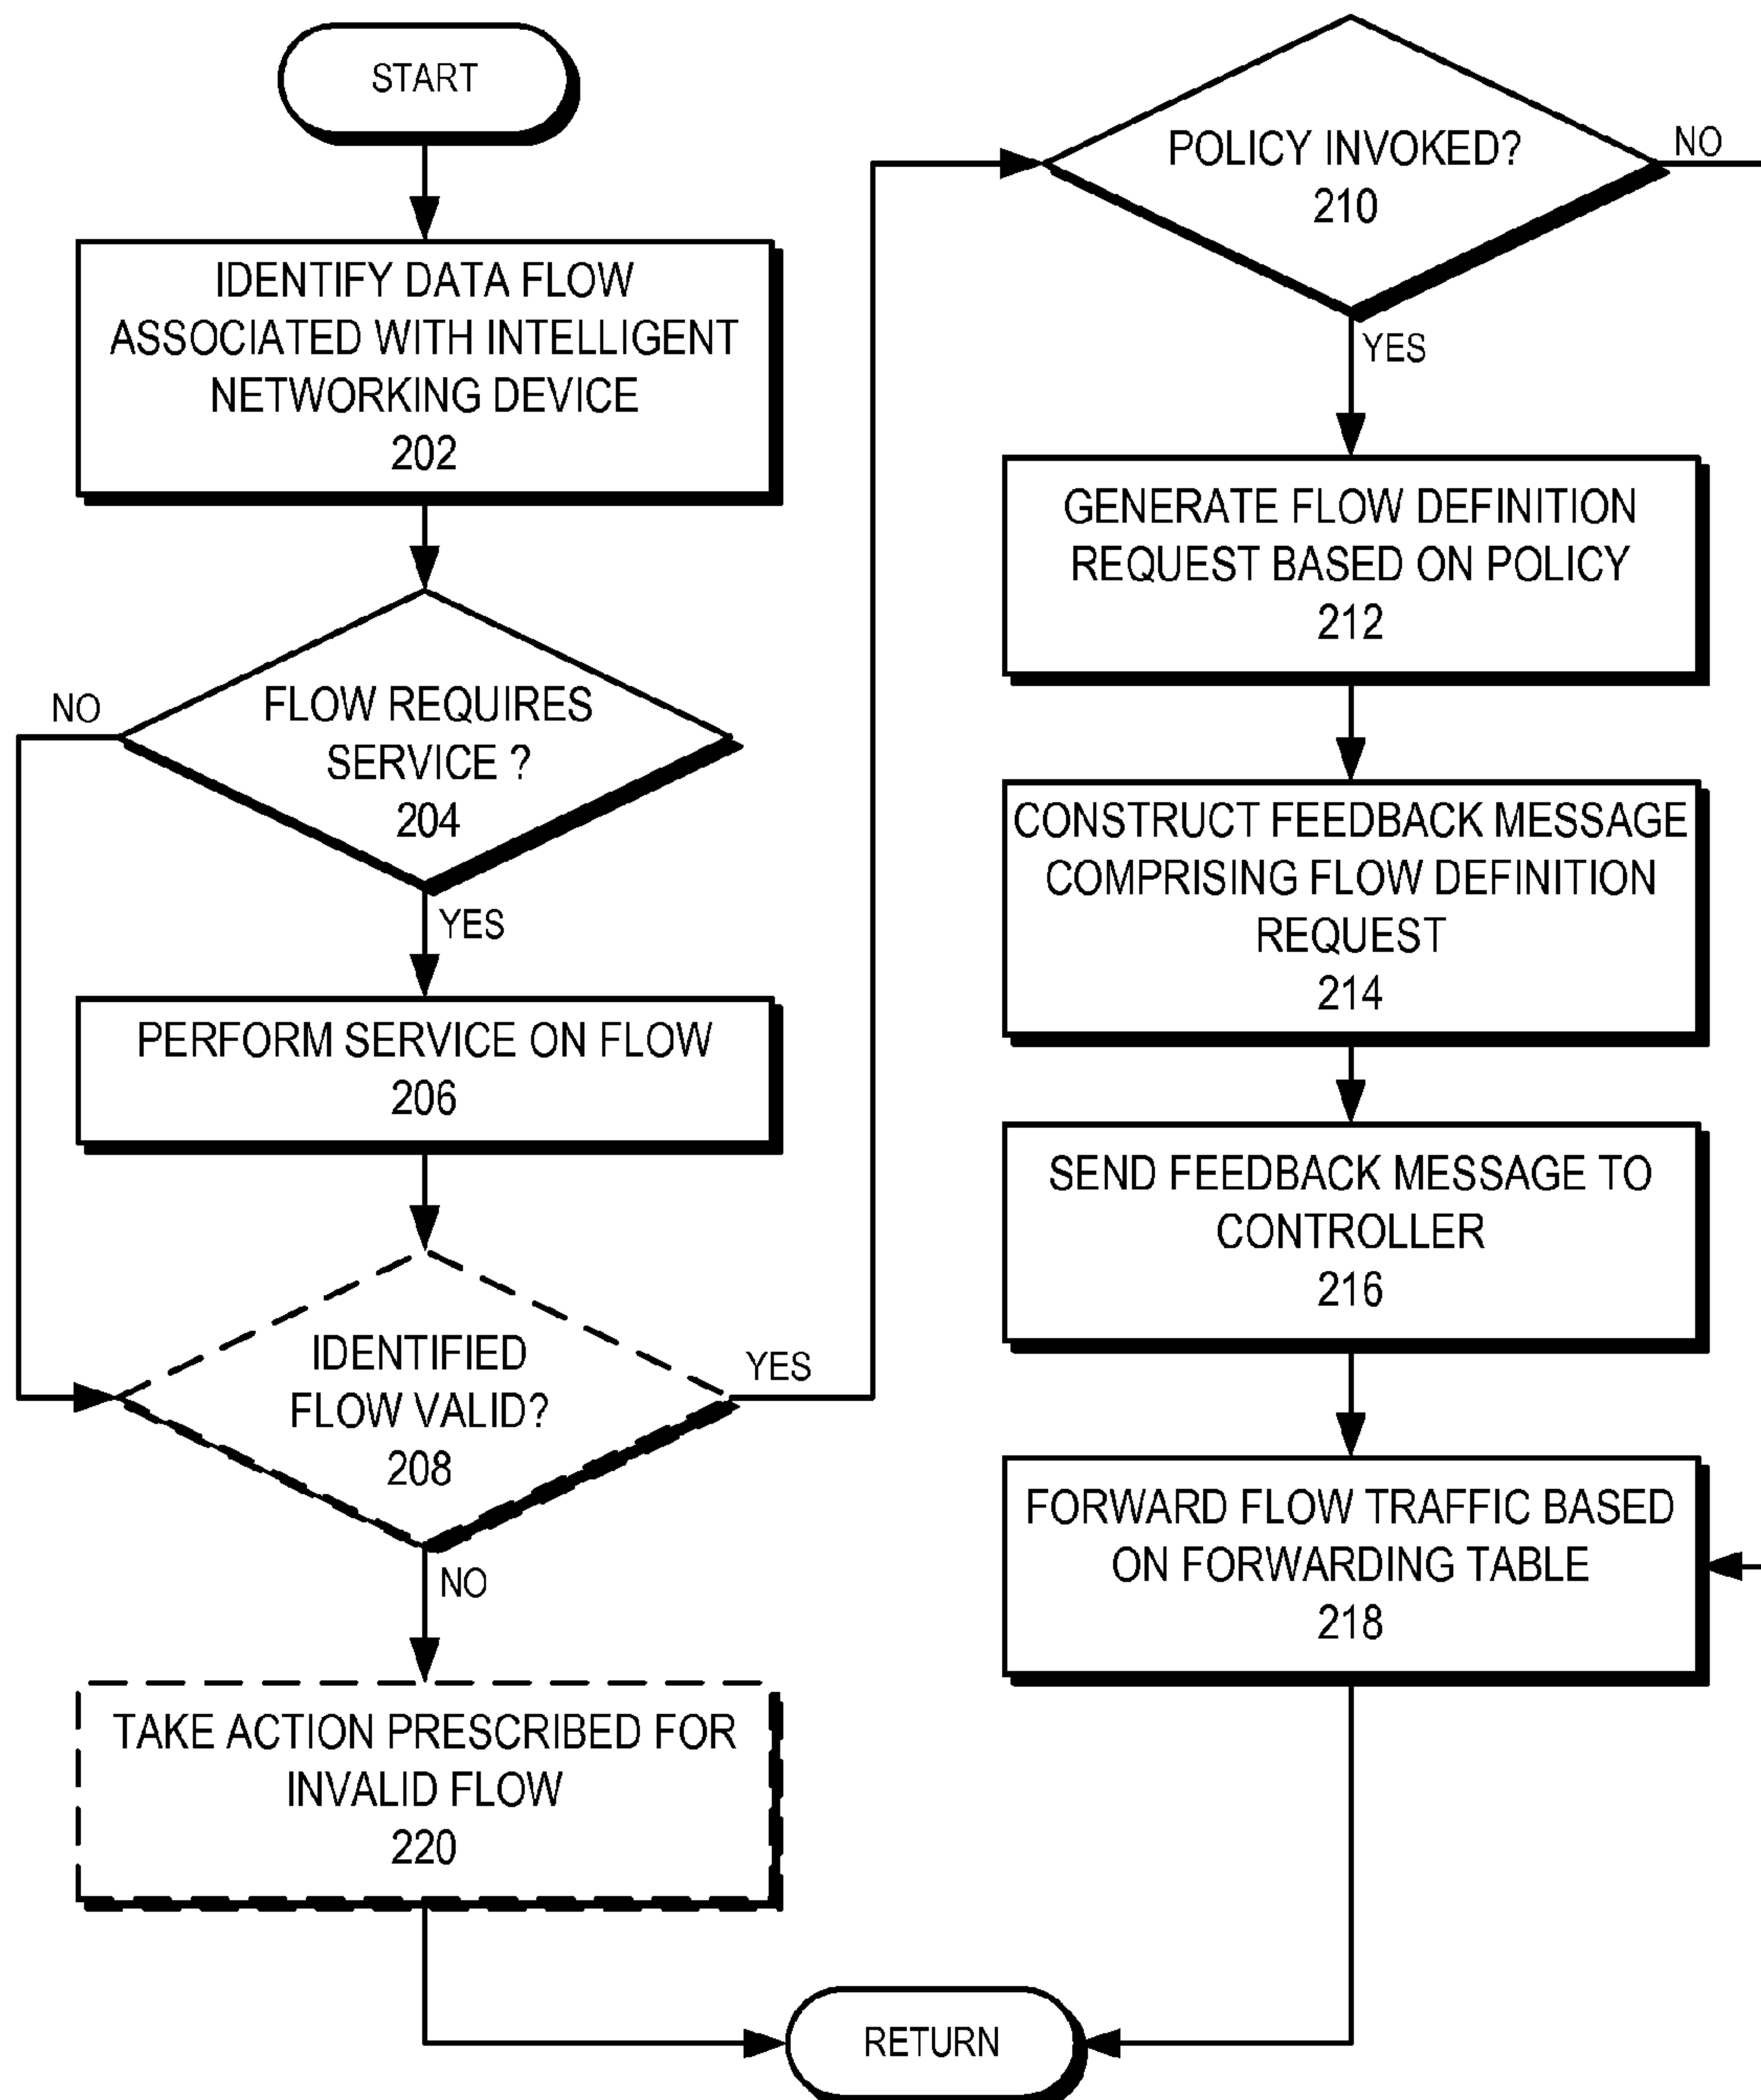 START
IDENTIFY DATA FLOW
ASSOCIATED WITH INTELLIGENT
NETWORKING DEVICE
202
FLOW REQUIRES
SERVICE ?
204
NO
YES
PERFORM SERVICE ON FLOW
206
IDENTIFIED
FLOW VALID?
208
YES
NO
TAKE ACTION PRESCRIBED FOR
INVALID FLOW
220
POLICY INVOKED?
210
NO
YES
GENERATE FLOW DEFINITION
REQUEST BASED ON POLICY
212
CONSTRUCT FEEDBACK MESSAGE
COMPRISING FLOW DEFINITION
REQUEST
214
SEND FEEDBACK MESSAGE TO
CONTROLLER
216
FORWARD FLOW TRAFFIC BASED
ON FORWARDING TABLE
218
RETURN